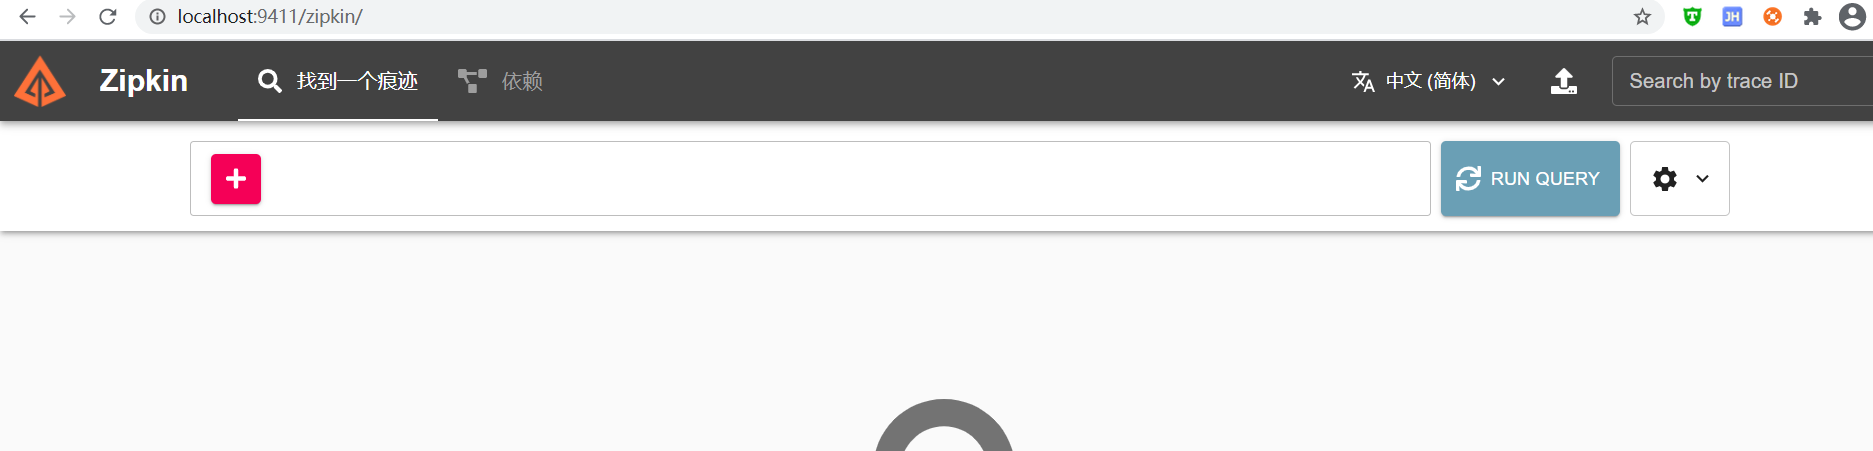 localhost:9411/zipkin/
JH
Zipkin 找到一个痕迹 依赖 中文 (简体) Search by trace ID
RUN QUERY